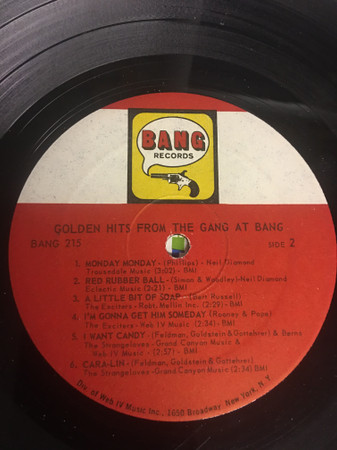 BANG
RECORDS
GOLDEN HITS FROM THE GANG AT BANG
BANG 215
SIDE 2
1. MONDAY MONDAY - (Phillips) - Neil Diamond
Trousdale Music (3:02) - BMI
2. RED RUBBER BALL - (Simon & Woodley) - Neil Diamond
Eclectic Music (2:21) - BMI
3. A LITTLE BIT OF SOAP - (Bert Russell)
The Exciters - Robt. Mellin Inc. (2:29) - BMI
4. I'M GONNA GET HIM SOMEDAY - (Rooney & Pope)
The Exciters - Web IV Music (2:34) - BMI
5. I WANT CANDY - (Feldman, Goldstein & Gottehrer) & Berns
The Strangeloves - Grand Canyon Music &
Web IV Music - (2:57) - BMI
6. CARA-LIN - (Feldman, Goldstein & Gottehrer)
The Strangeloves - Grand Canyon Music (2:34) BMI
Div. of Web IV Music Inc., 1650 Broadway, N.Y., N.Y.